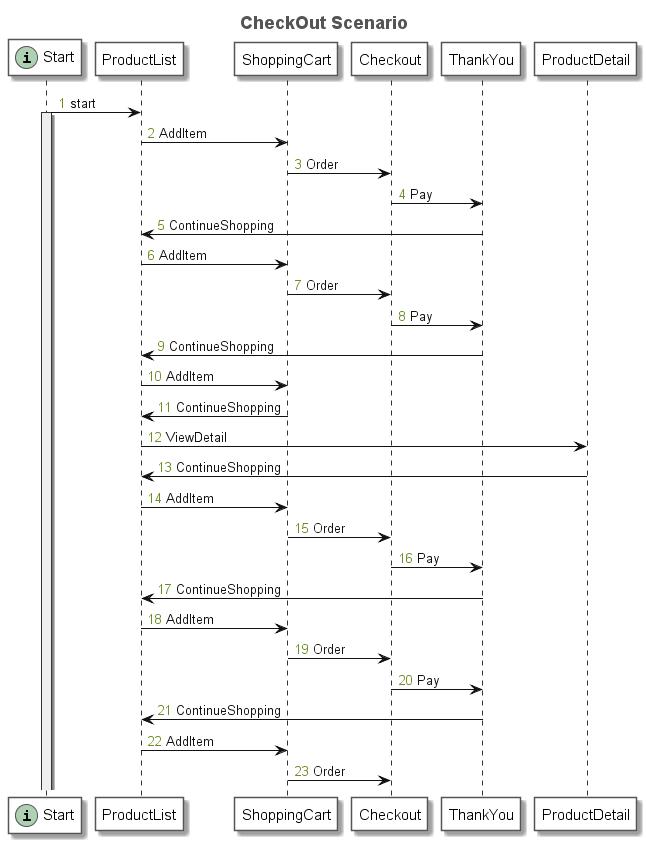 CheckOut Scenario
i Start ProductList ShoppingCart Checkout ThankYou ProductDetail
1 start
2 AddItem
3 Order
4 Pay
5 ContinueShopping
6 AddItem
7 Order
8 Pay
9 ContinueShopping
10 AddItem
11 ContinueShopping
12 ViewDetail
13 ContinueShopping
14 AddItem
15 Order
16 Pay
17 ContinueShopping
18 AddItem
19 Order
20 Pay
21 ContinueShopping
22 AddItem
23 Order
i Start ProductList ShoppingCart Checkout ThankYou ProductDetail